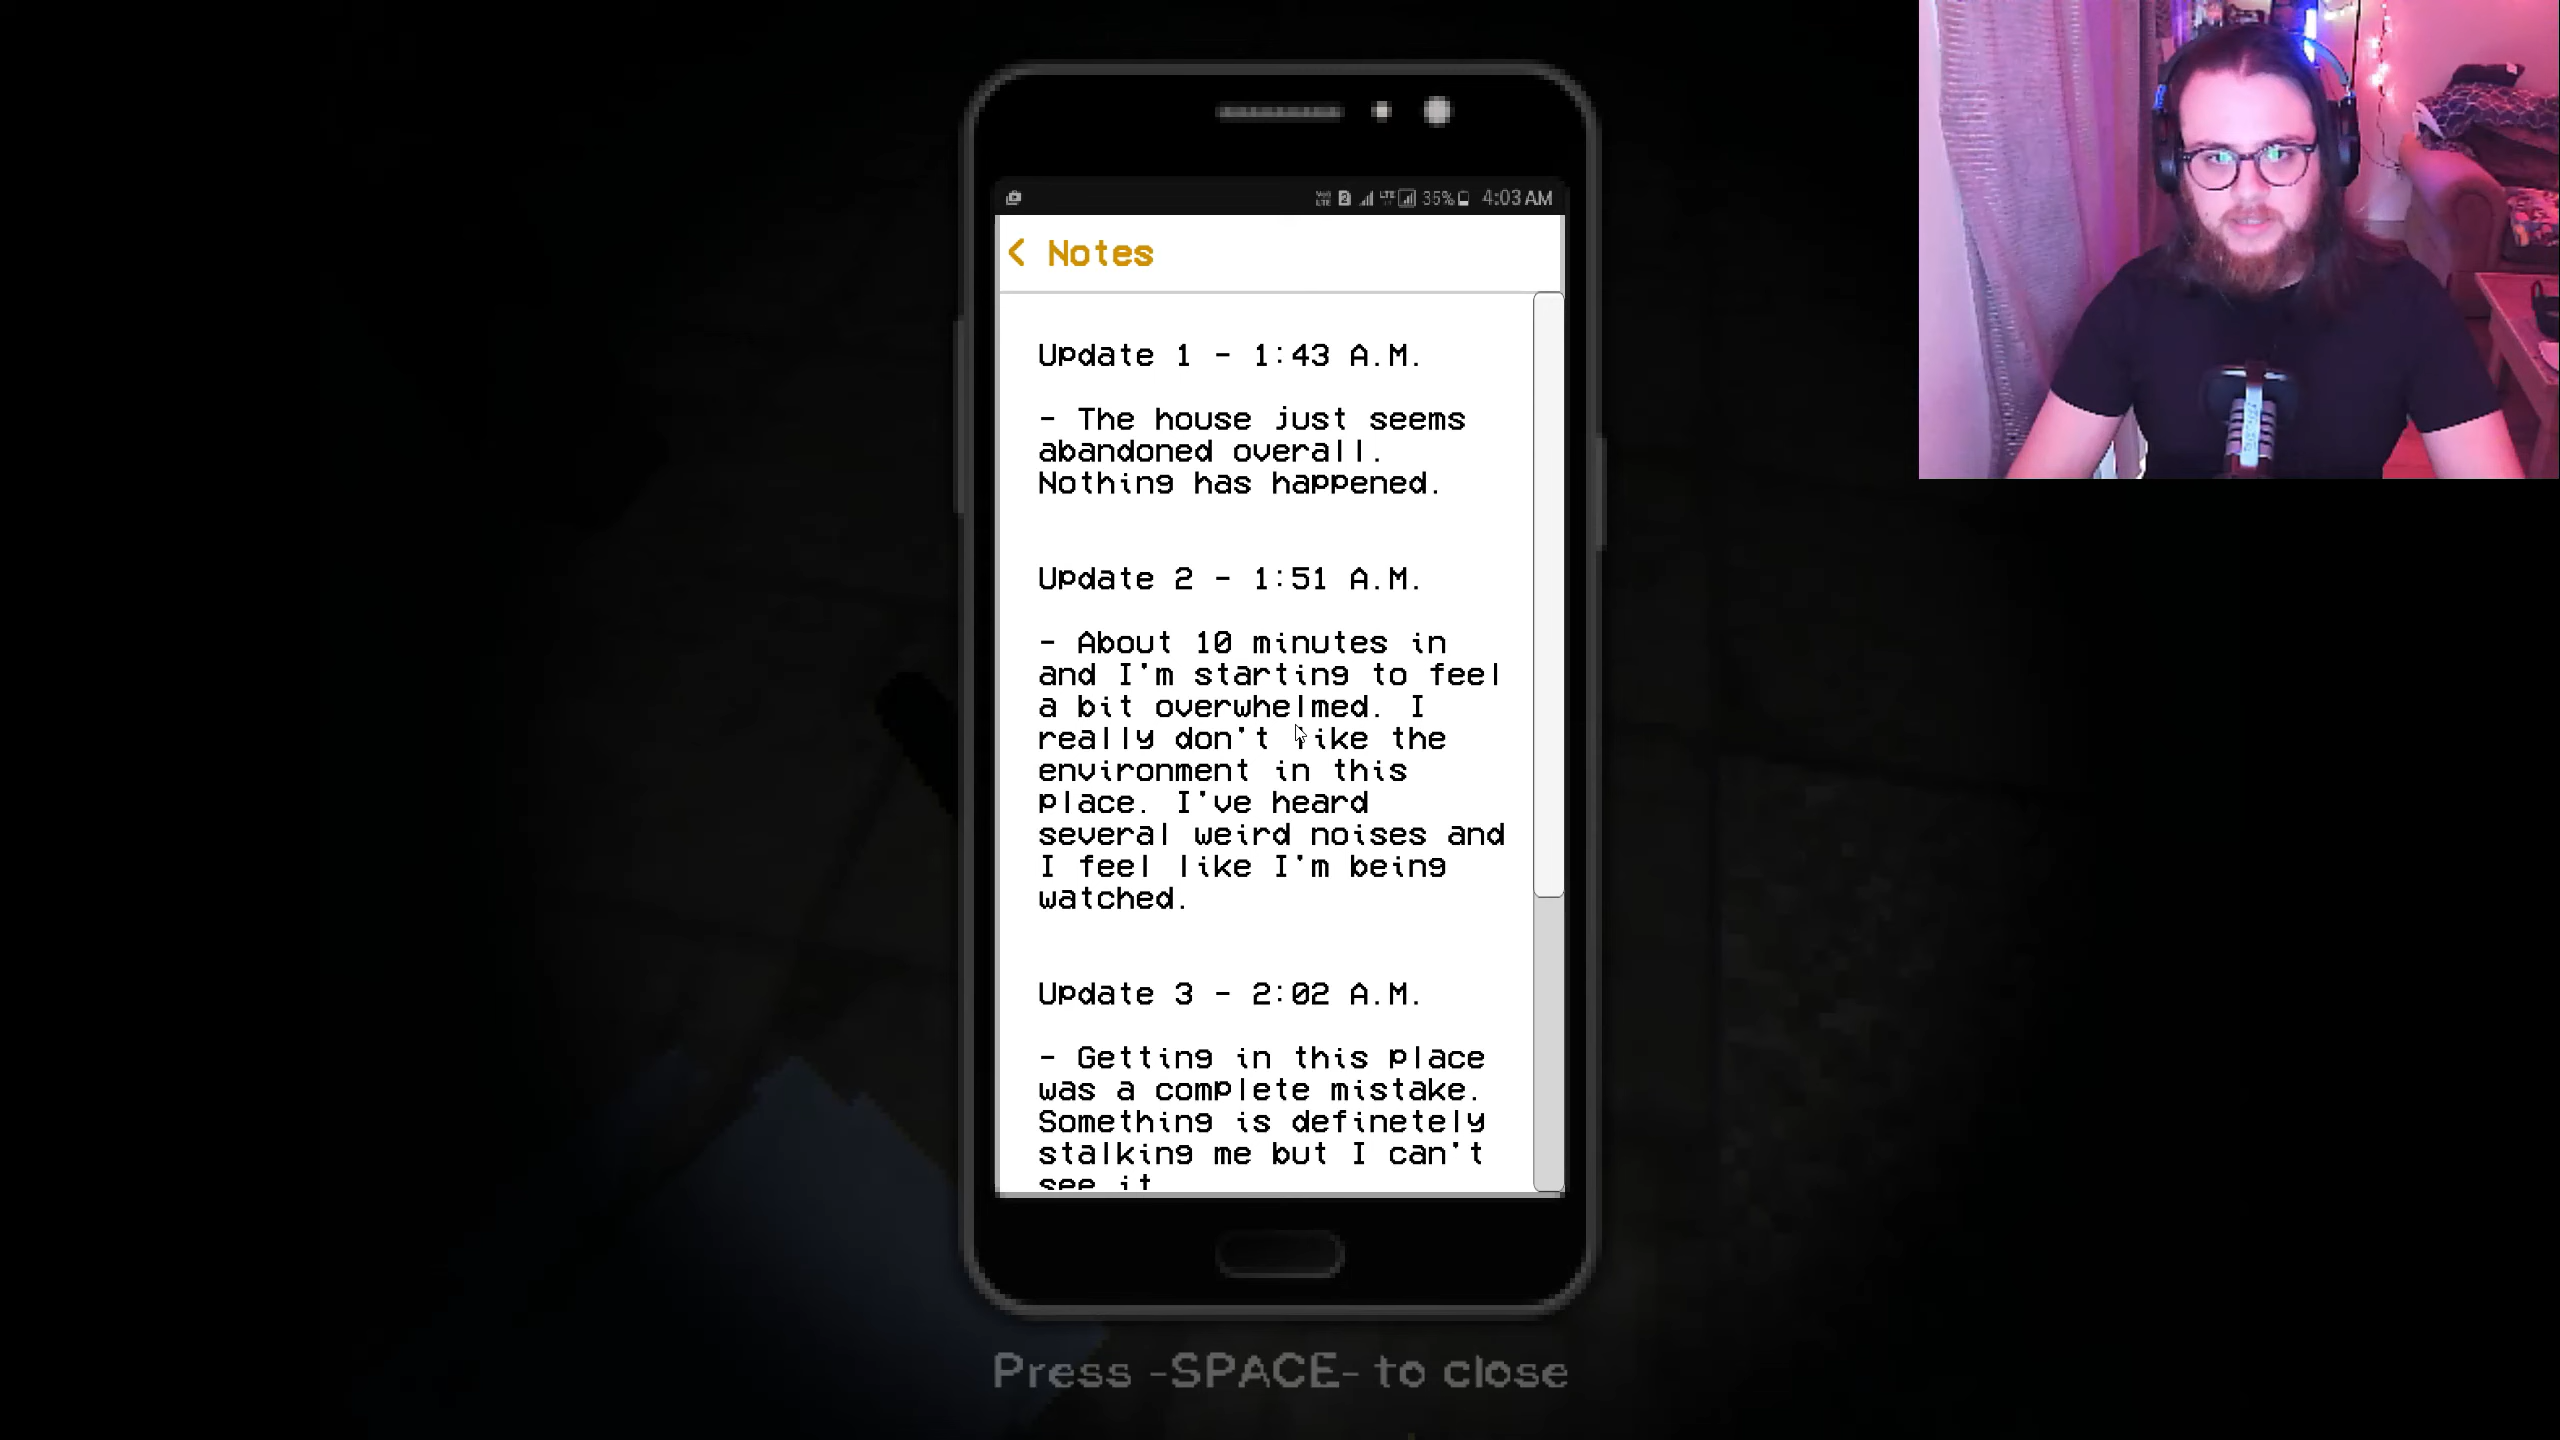 35% 4:03 AM
< Notes
Update 1 - 1:43 A.M.
- The house just seems
abandoned overall.
Nothing has happened.
Update 2 - 1:51 A.M.
- About 10 minutes in
and I'm starting to feel
a bit overwhelmed. I
really don't like the
environment in this
place. I've heard
several weird noises and
I feel like I'm being
watched.
Update 3 - 2:02 A.M.
- Getting in this place
was a complete mistake.
Something is definetely
stalking me but I can't
see it
Press -SPACE- to close